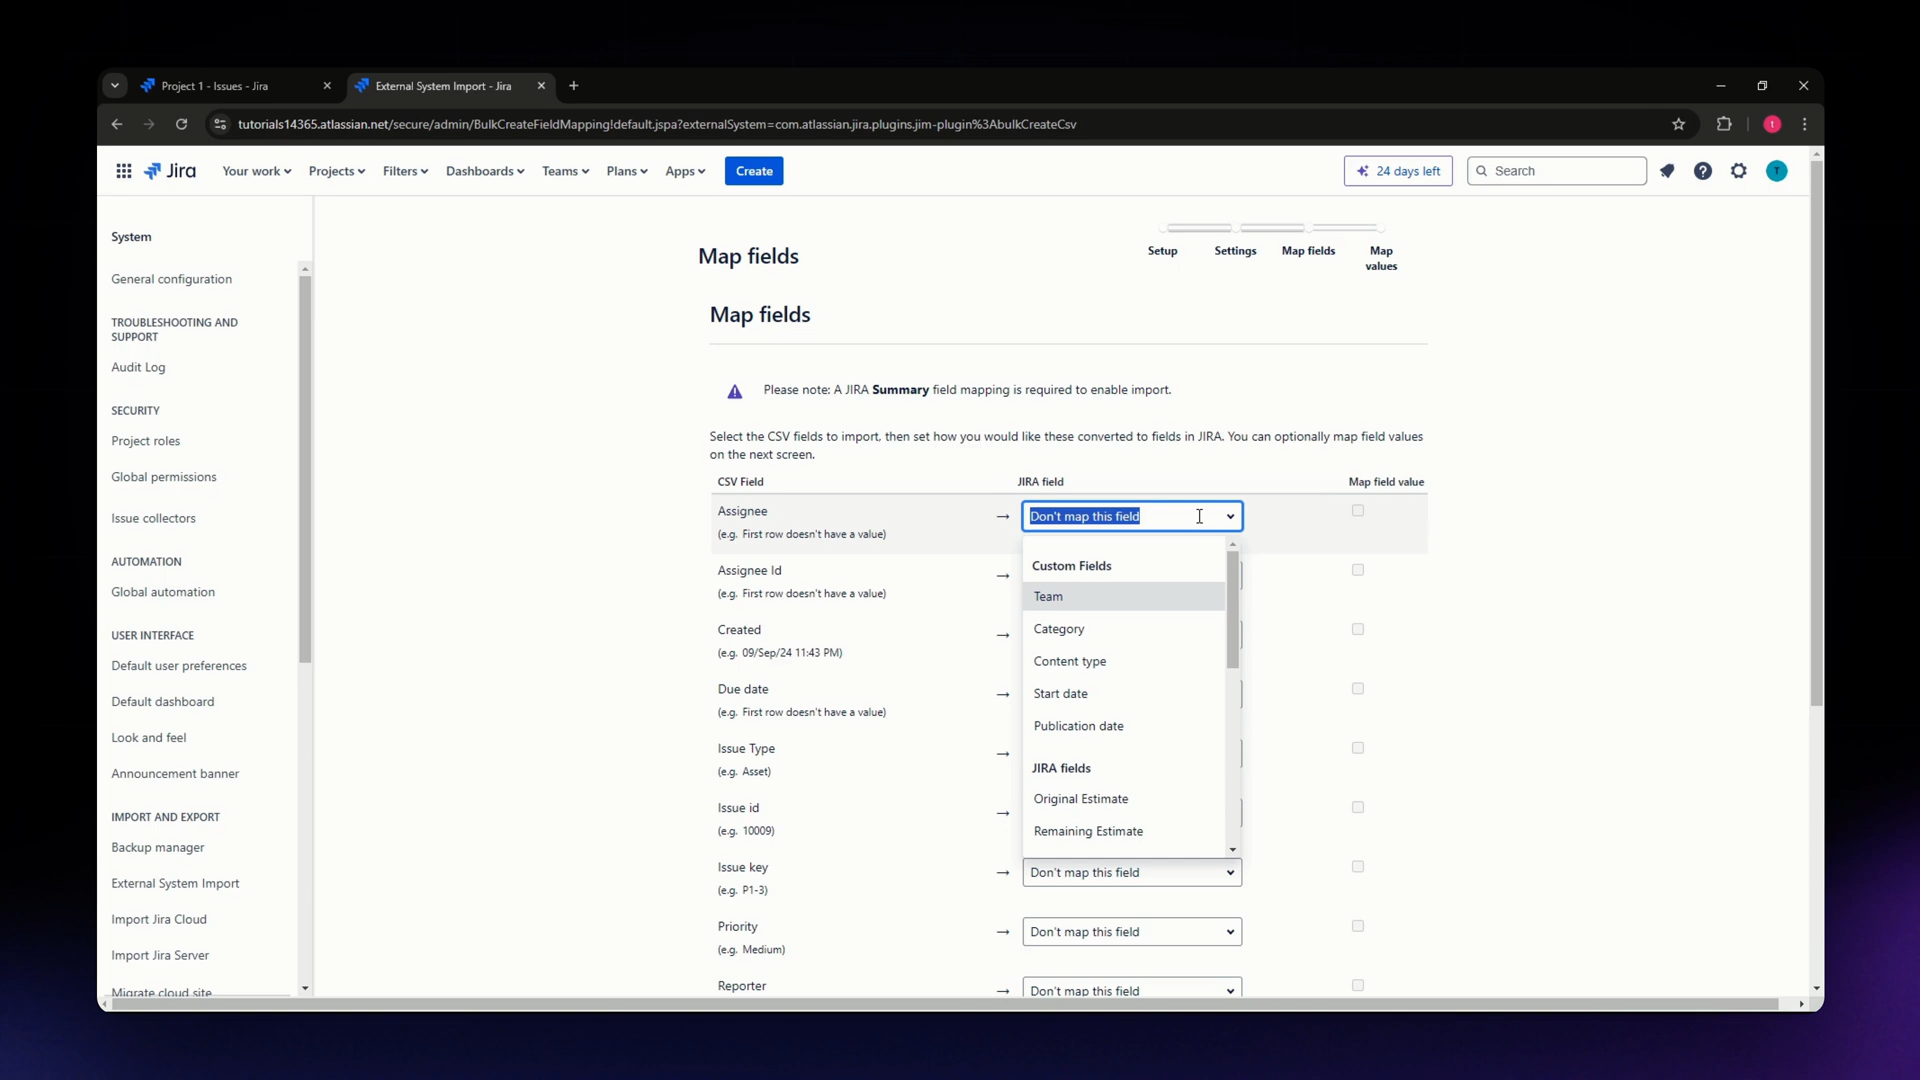 Project 1 - Issues - Jira
External System Import - Jira
tutorials14365.atlassian.net/secure/admin/BulkCreateFieldMapping!default.jspa?externalSystem=com.atlassian.jira.plugins.jim-plugin%3AbulkCreateCsv
t
Jira
Your work
Projects
Filters
Dashboards
Teams
Plans
Apps
Create
24 days left
Search
T
System
General configuration
TROUBLESHOOTING AND
SUPPORT
Audit Log
SECURITY
Project roles
Global permissions
Issue collectors
AUTOMATION
Global automation
USER INTERFACE
Default user preferences
Default dashboard
Look and feel
Announcement banner
IMPORT AND EXPORT
Backup manager
External System Import
Import Jira Cloud
Import Jira Server
Migrate cloud site
Map fields
Setup
Settings
Map fields
Map
values
Map fields
Please note: A JIRA Summary field mapping is required to enable import.
Select the CSV fields to import, then set how you would like these converted to fields in JIRA. You can optionally map field values
on the next screen.
CSV Field
JIRA field
Map field value
Assignee
(e.g. First row doesn't have a value)
→
Don't map this field
Custom Fields
Team
Category
Content type
Start date
Publication date
JIRA fields
Original Estimate
Remaining Estimate
Assignee Id
(e.g. First row doesn't have a value)
→
Created
(e.g. 09/Sep/24 11:43 PM)
→
Due date
(e.g. First row doesn't have a value)
→
Issue Type
(e.g. Asset)
→
Issue id
(e.g. 10009)
→
Issue key
(e.g. P1-3)
→
Don't map this field
Priority
(e.g. Medium)
→
Don't map this field
Reporter
→
Don't map this field